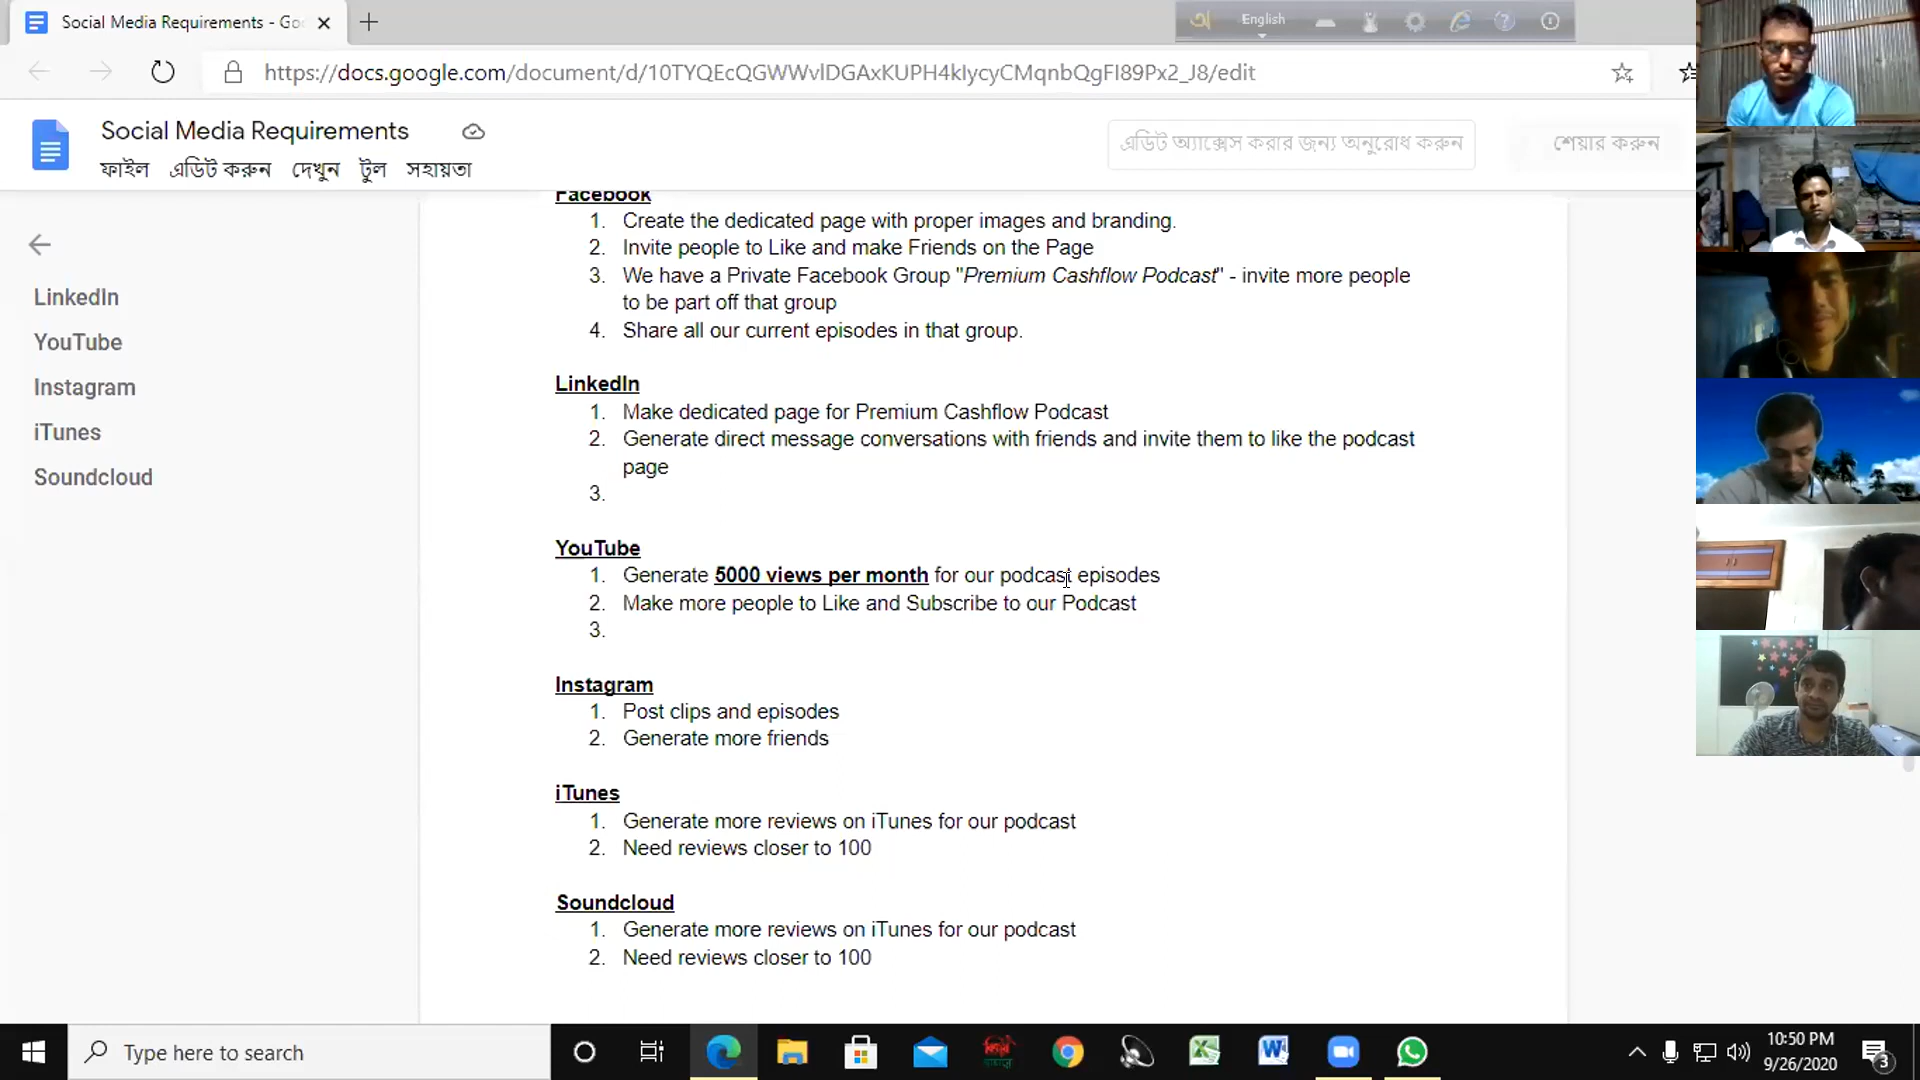 Social Media Requirements - Goo
English
https://docs.google.com/document/d/10TYQEcQGWWvlDGAxKUPH4kIycyCMqnbQgFI89Px2_J8/edit
Social Media Requirements
এডিট অ্যাক্সেস করার জন্য অনুরোধ করুন
শেয়ার করুন
ফাইল এডিট করুন দেখুন টুল সহায়তা
LinkedIn
YouTube
Instagram
iTunes
Soundcloud
Facebook
1. Create the dedicated page with proper images and branding.
2. Invite people to Like and make Friends on the Page
3. We have a Private Facebook Group "Premium Cashflow Podcast" - invite more people
to be part off that group
4. Share all our current episodes in that group.
LinkedIn
1. Make dedicated page for Premium Cashflow Podcast
2. Generate direct message conversations with friends and invite them to like the podcast
page
3.
YouTube
1. Generate 5000 views per month for our podcast episodes
2. Make more people to Like and Subscribe to our Podcast
3.
Instagram
1. Post clips and episodes
2. Generate more friends
iTunes
1. Generate more reviews on iTunes for our podcast
2. Need reviews closer to 100
Soundcloud
1. Generate more reviews on iTunes for our podcast
2. Need reviews closer to 100
Type here to search
10:50 PM
9/26/2020
3